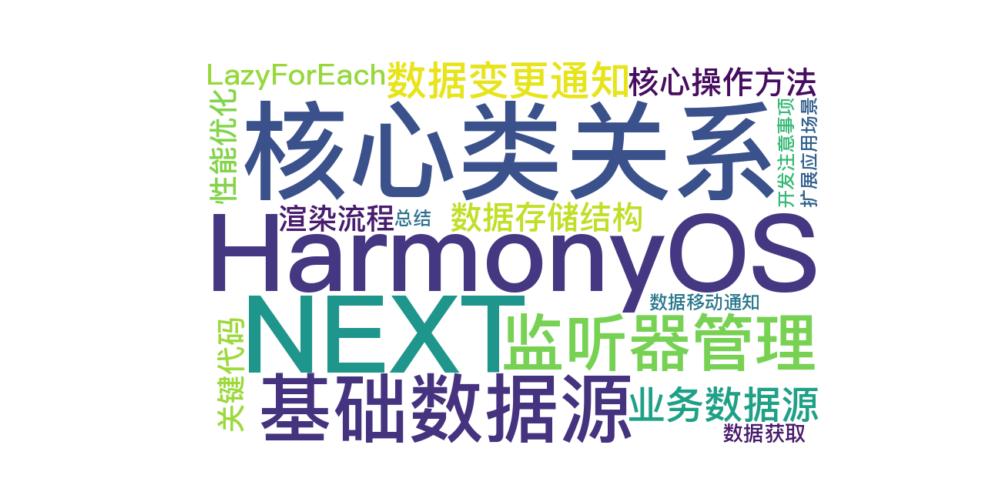 LazyForEach
数据变更通知
核心操作方法
性能优化
核心类关系
开发注意事项
扩展应用场景
渲染流程
总结
数据存储结构
HarmonyOS
NEXT
数据移动通知
监听器管理
关键代码
基础数据源
业务数据源
数据获取